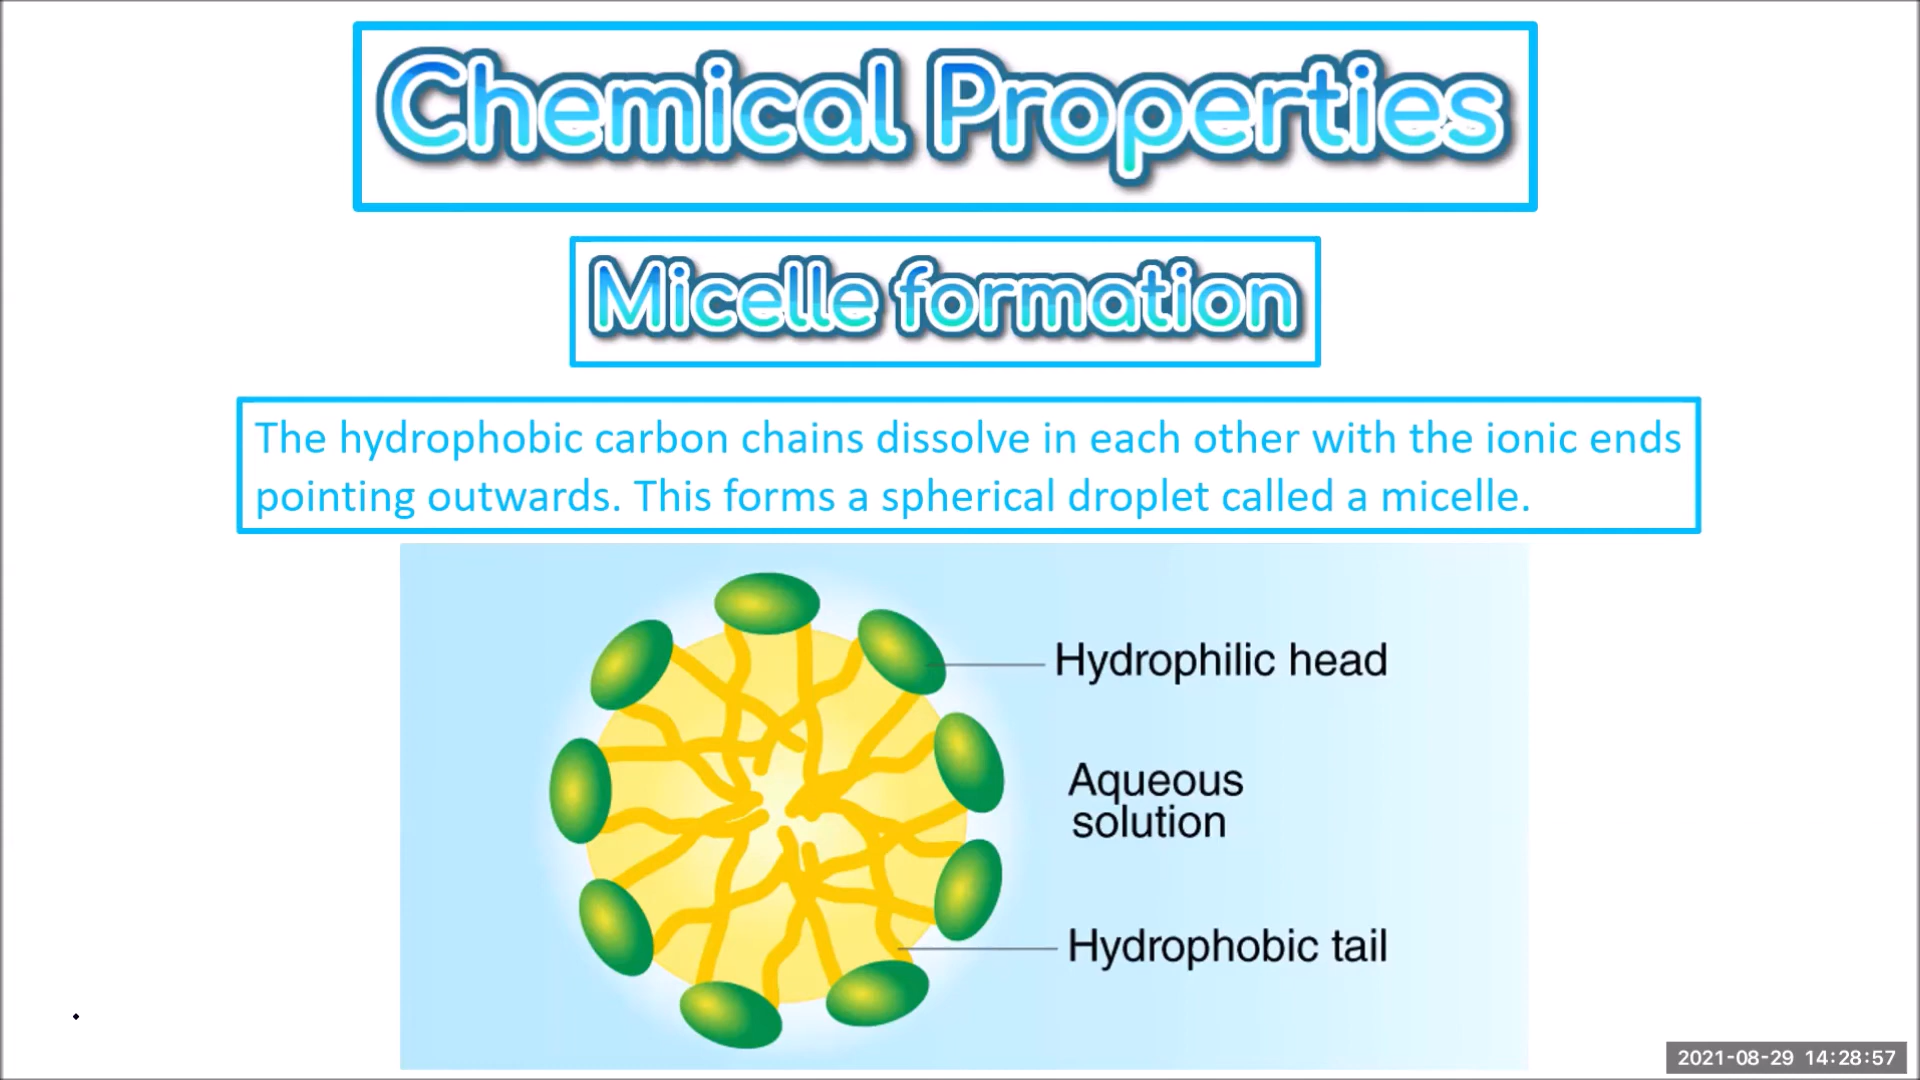 Chemical Properties
Micelle formation
The hydrophobic carbon chains dissolve in each other with the ionic ends
pointing outwards. This forms a spherical droplet called a micelle.
Hydrophilic head
Aqueous
solution
Hydrophobic tail
2021-08-29 14:28:57